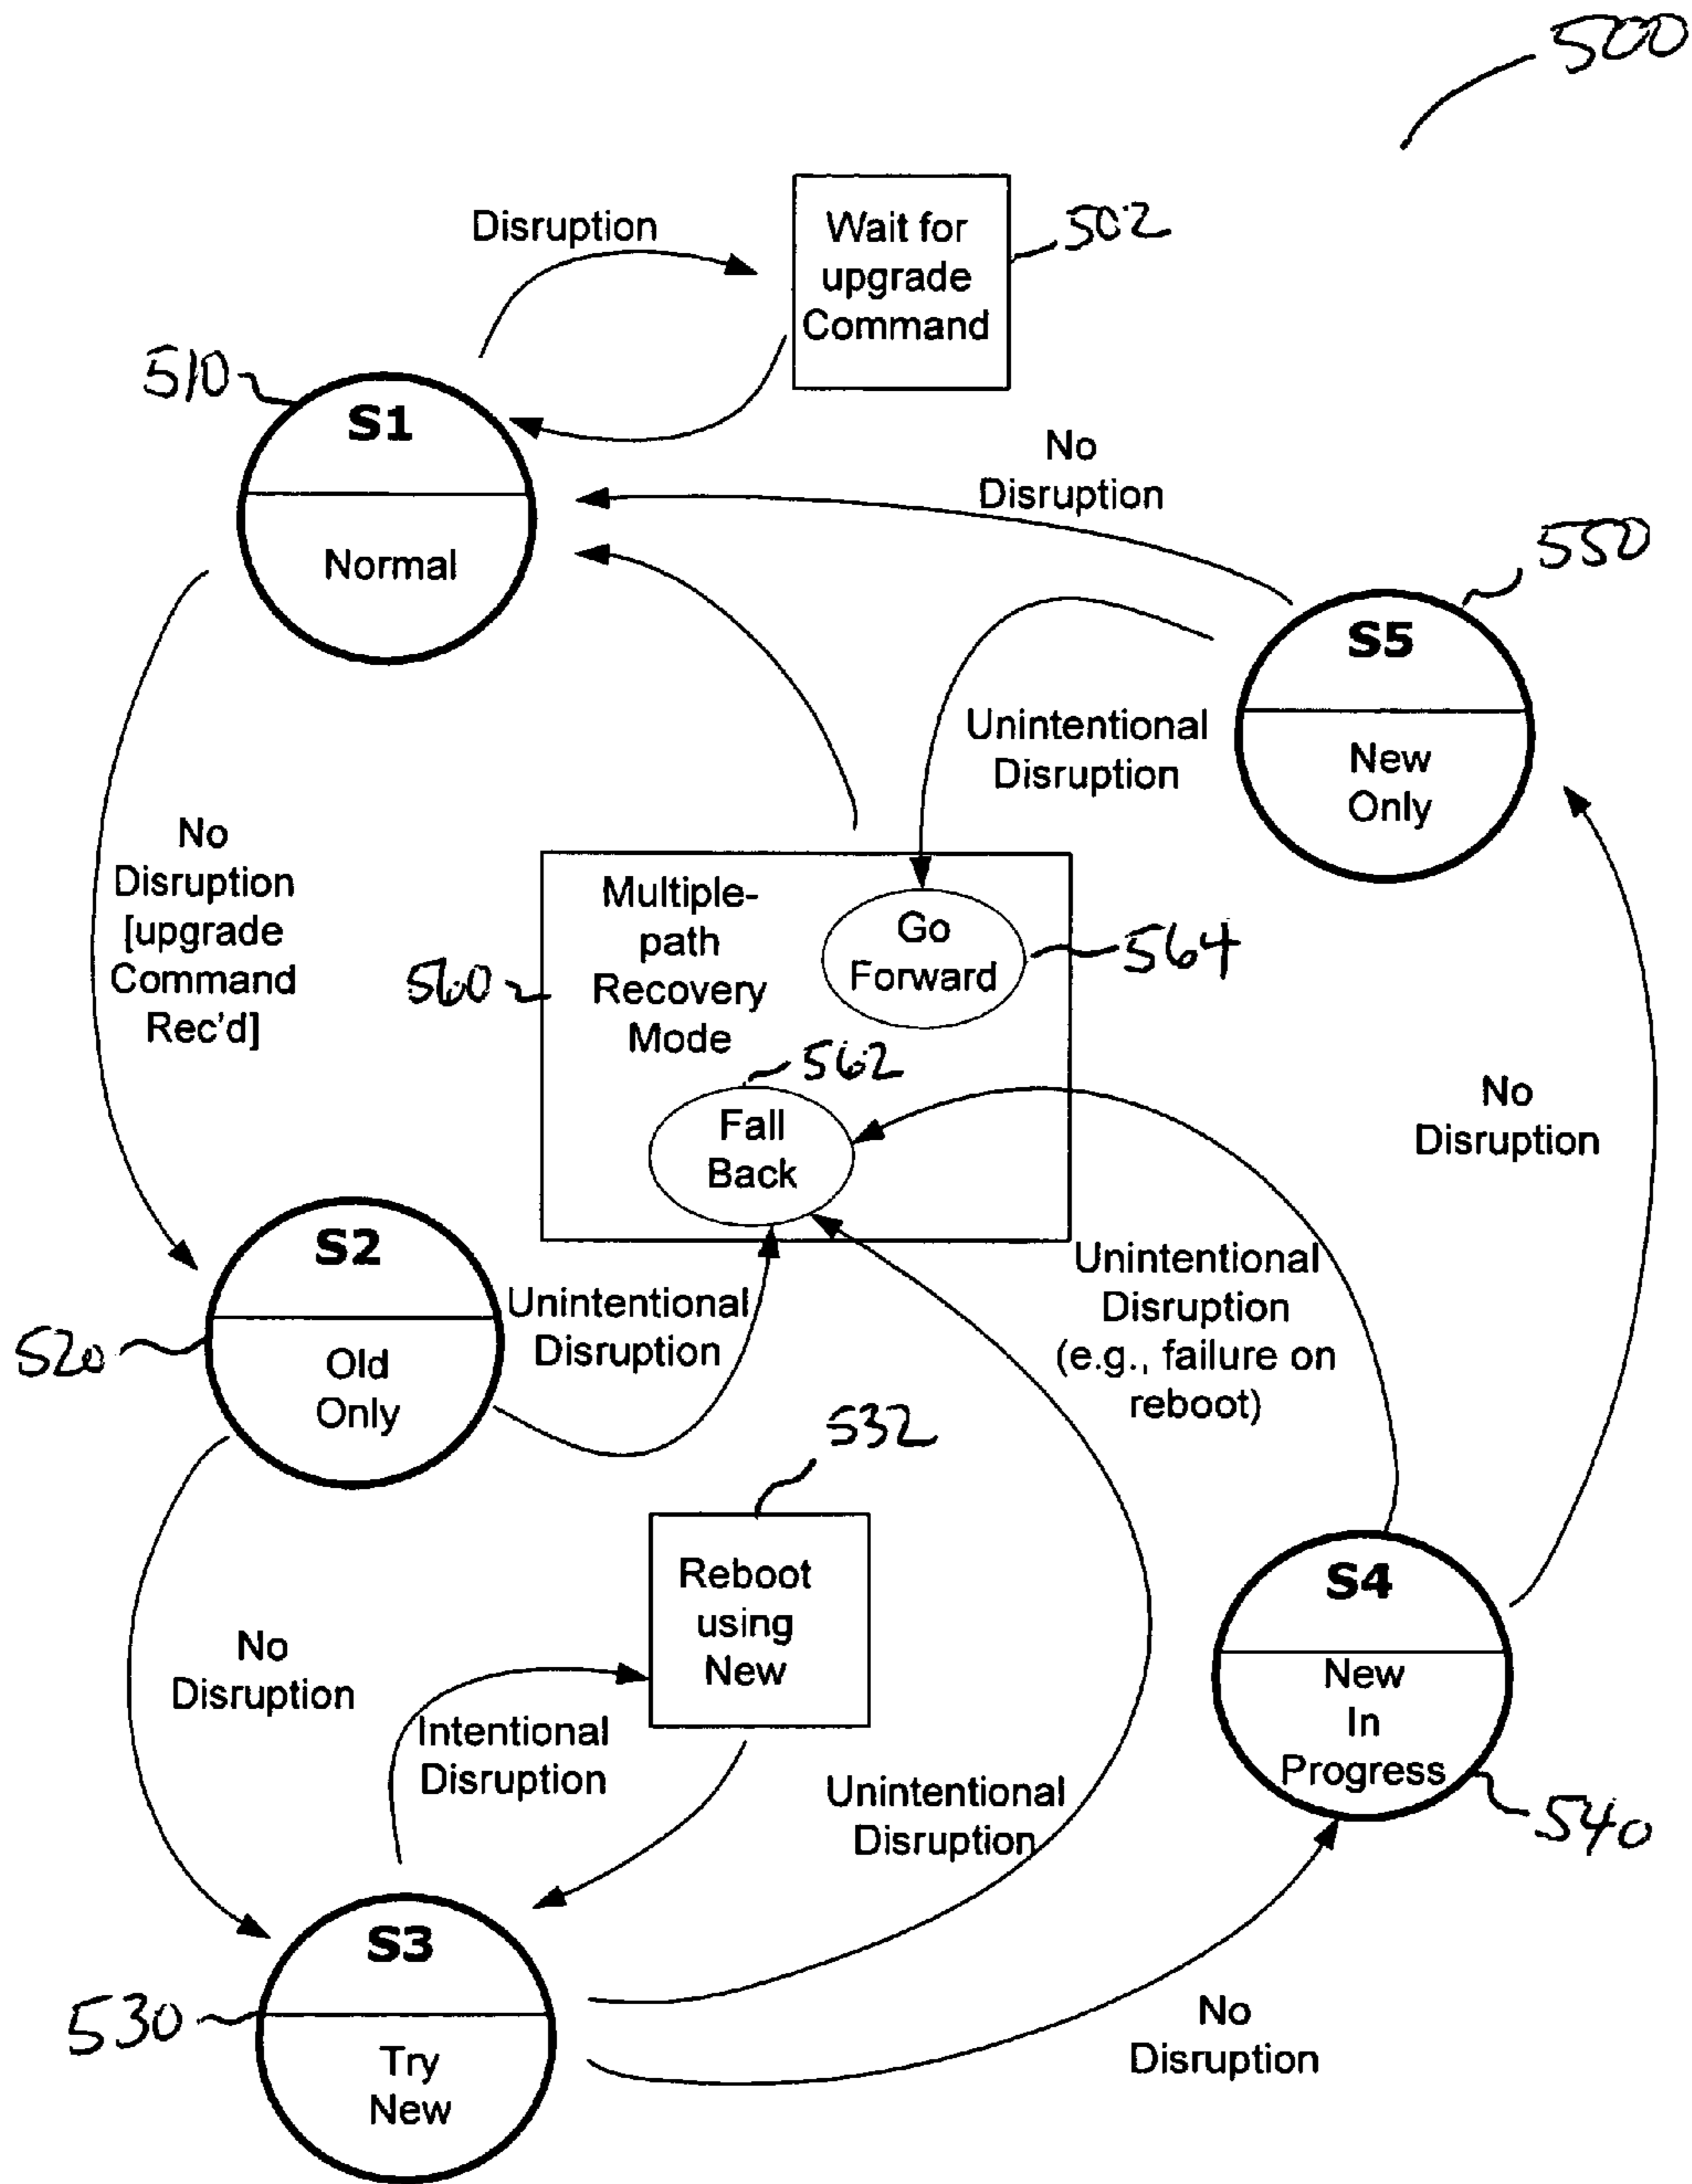 500
Disruption
Wait for
upgrade
Command
502
510
S1
Normal
No
Disruption
550
S5
New
Only
Unintentional
Disruption
No
Disruption
[upgrade
Command
Rec'd]
Multiple-
path
Recovery
Mode
560
Go
Forward
564
562
Fall
Back
No
Disruption
S2
Old
Only
520
Unintentional
Disruption
Unintentional
Disruption
(e.g., failure on
reboot)
532
Reboot
using
New
No
Disruption
Intentional
Disruption
Unintentional
Disruption
S4
New
In
Progress
540
S3
Try
New
530
No
Disruption